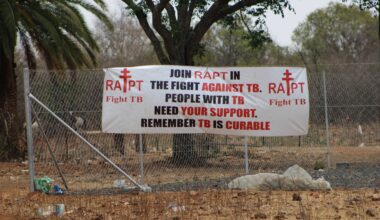 RAPT
Fight TB
JOIN RAPT IN
THE FIGHT AGAINST TB.
PEOPLE WITH TB
NEED YOUR SUPPORT.
REMEMBER TB IS CURABLE
RAPT
Fight TB